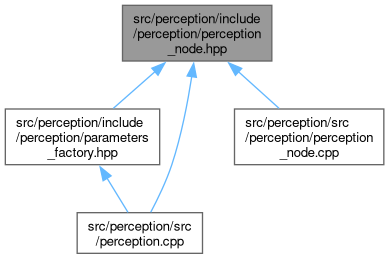 src/perception/include
/perception/perception
_node.hpp
src/perception/include
/perception/parameters
_factory.hpp
src/perception/src
/perception/perception
_node.cpp
src/perception/src
/perception.cpp